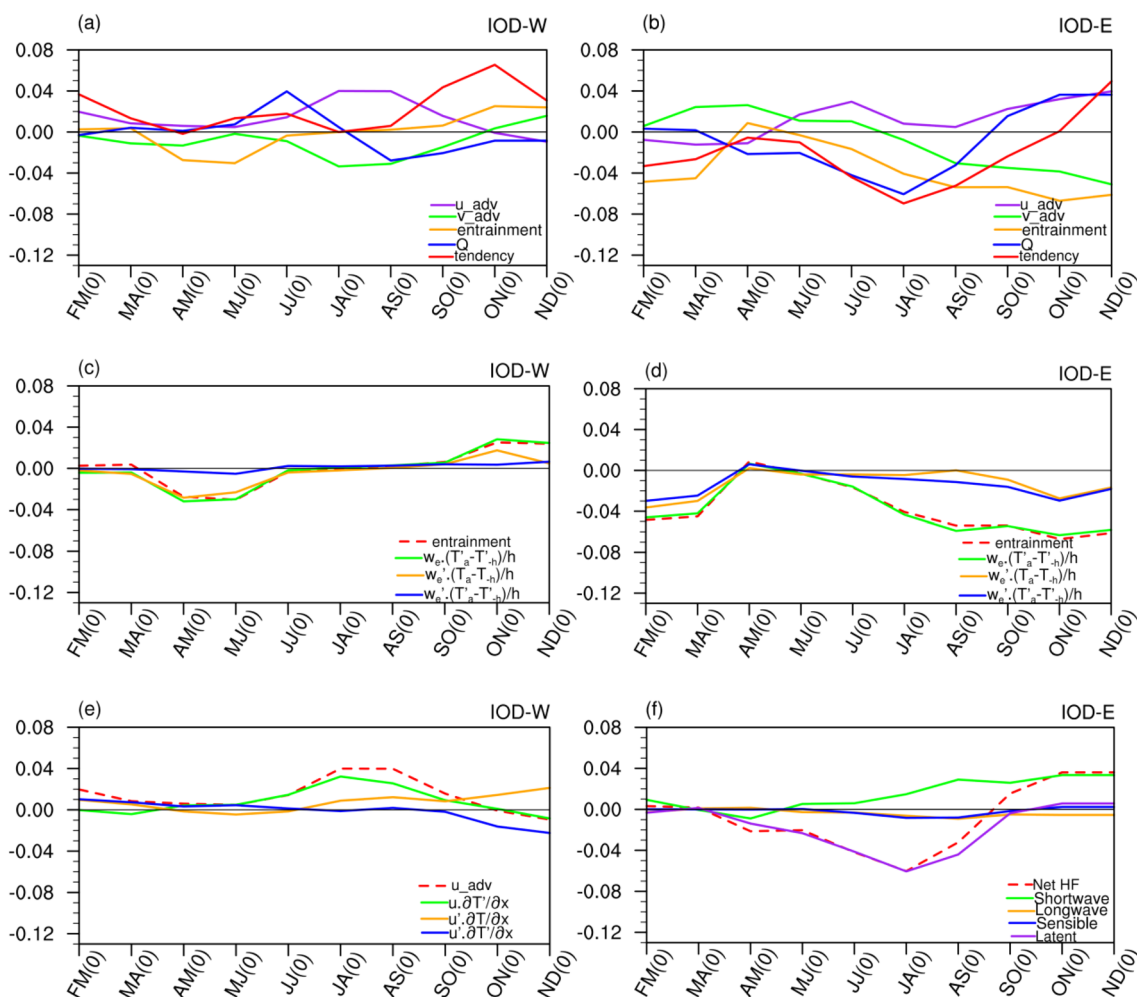 (a) IOD-W
0.08
0.04
0.00
-0.04
-0.08
-0.12
u_adv
v_adv
entrainment
Q
tendency
FM(0) MA(0) AM(0) MJ(0) JJ(0) JA(0) AS(0) SO(0) ON(0) ND(0)
(b) IOD-E
0.08
0.04
0.00
-0.04
-0.08
-0.12
u_adv
v_adv
entrainment
Q
tendency
FM(0) MA(0) AM(0) MJ(0) JJ(0) JA(0) AS(0) SO(0) ON(0) ND(0)
(c) IOD-W
0.08
0.04
0.00
-0.04
-0.08
-0.12
entrainment
wₑ.(T'ₐ-T'₋ₕ)/h
wₑ'.(Tₐ-T₋ₕ)/h
wₑ'.(T'ₐ-T'₋ₕ)/h
FM(0) MA(0) AM(0) MJ(0) JJ(0) JA(0) AS(0) SO(0) ON(0) ND(0)
(d) IOD-E
0.08
0.04
0.00
-0.04
-0.08
-0.12
entrainment
wₑ.(T'ₐ-T'₋ₕ)/h
wₑ'.(Tₐ-T₋ₕ)/h
wₑ'.(T'ₐ-T'₋ₕ)/h
FM(0) MA(0) AM(0) MJ(0) JJ(0) JA(0) AS(0) SO(0) ON(0) ND(0)
(e) IOD-W
0.08
0.04
0.00
-0.04
-0.08
-0.12
u_adv
u.∂T'/∂x
u'.∂T/∂x
u'.∂T'/∂x
FM(0) MA(0) AM(0) MJ(0) JJ(0) JA(0) AS(0) SO(0) ON(0) ND(0)
(f) IOD-E
0.08
0.04
0.00
-0.04
-0.08
-0.12
Net HF
Shortwave
Longwave
Sensible
Latent
FM(0) MA(0) AM(0) MJ(0) JJ(0) JA(0) AS(0) SO(0) ON(0) ND(0)